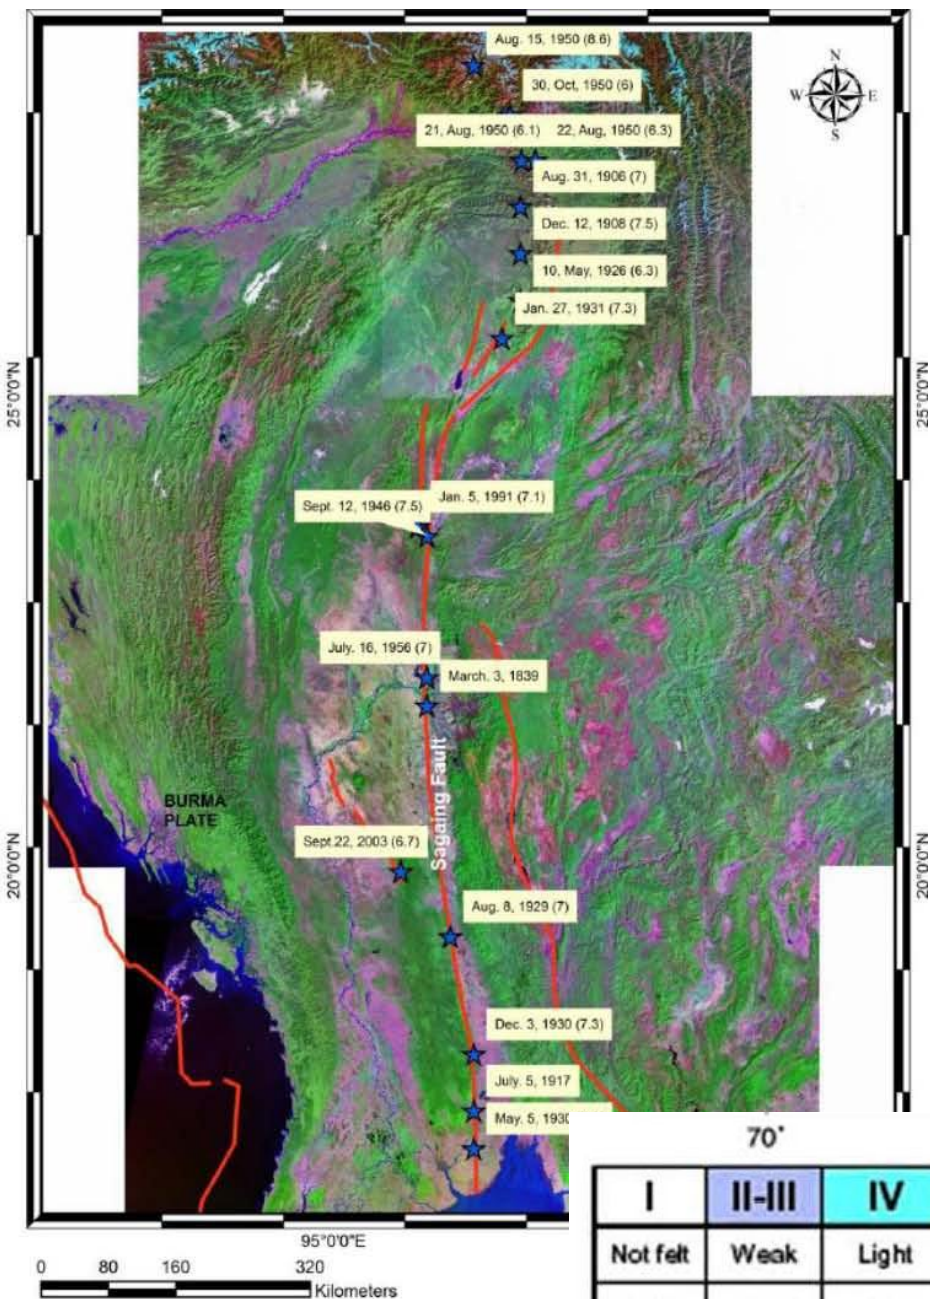 Aug. 15, 1950 (8.6)
N
W E
S
30, Oct, 1950 (6)
21, Aug, 1950 (6.1)
22, Aug, 1950 (6.3)
Aug. 31, 1906 (7)
Dec. 12, 1908 (7.5)
10, May, 1926 (6.3)
Jan. 27, 1931 (7.3)
25°0'0"N
25°0'0"N
Jan. 5, 1991 (7.1)
Sept. 12, 1946 (7.5)
July. 16, 1956 (7)
March. 3, 1839
Sagaing Fault
BURMA
PLATE
Sept.22, 2003 (6.7)
20°0'0"N
20°0'0"N
Aug. 8, 1929 (7)
Dec. 3, 1930 (7.3)
July. 5, 1917
May. 5, 1930
70°
I II-III IV
Not felt Weak Light
95°0'0"E
0 80 160 320
Kilometers